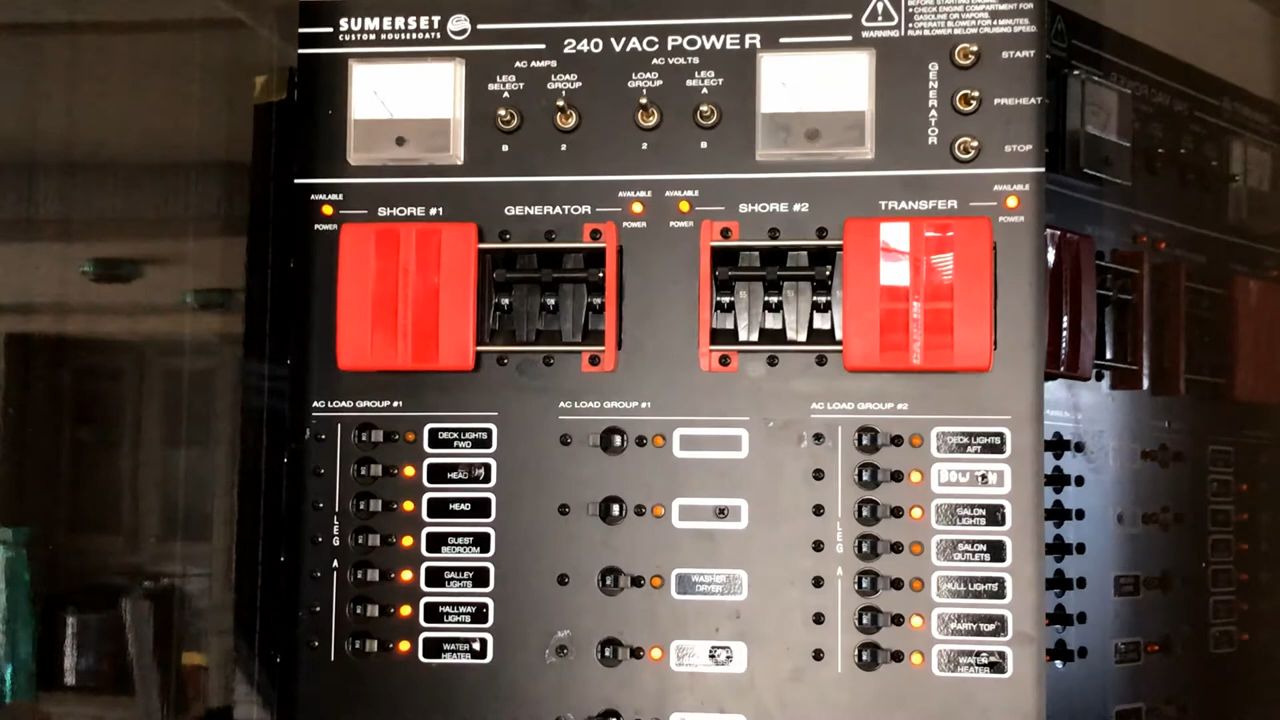 SUMERSET
CUSTOM HOUSEBOATS
240 VAC POWER
WARNING
BEFORE STARTING ENGINE:
• CHECK ENGINE COMPARTMENT FOR
GASOLINE OR VAPORS.
• OPERATE BLOWER FOR 4 MINUTES.
RUN BLOWER BELOW CRUISING SPEED.
AC AMPS
AC VOLTS
LEG
SELECT
A
B
LOAD
GROUP
1
2
LOAD
GROUP
1
2
LEG
SELECT
A
B
GENERATOR
START
PREHEAT
STOP
AVAILABLE
POWER
SHORE #1
GENERATOR
AVAILABLE
POWER
AVAILABLE
POWER
SHORE #2
TRANSFER
AVAILABLE
POWER
ON
ON
ON
AC LOAD GROUP #1
LEG A
DECK LIGHTS
FWD
HEAD
HEAD
GUEST
BEDROOM
GALLEY
LIGHTS
HALLWAY
LIGHTS
WATER
HEATER
AC LOAD GROUP #1
WASHER
DRYER
AC LOAD GROUP #2
LEG A
DECK LIGHTS
AFT
BOW
SALON
LIGHTS
SALON
OUTLETS
HULL LIGHTS
PARTY TOP
WATER
HEATER